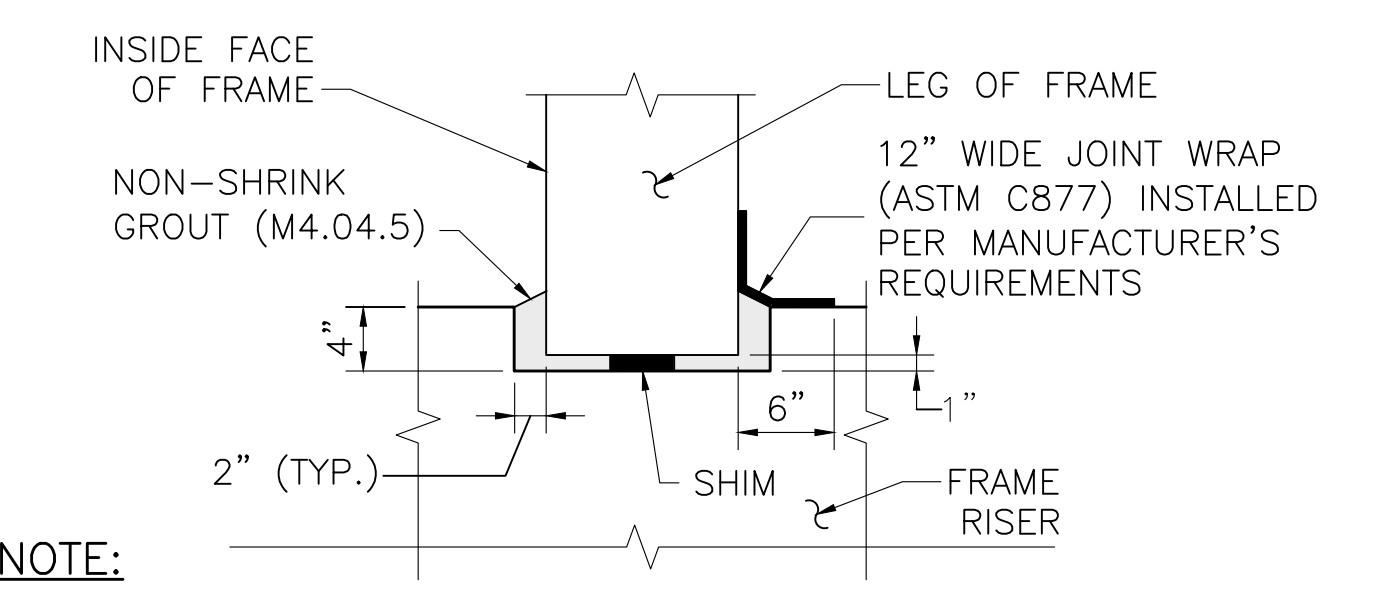 INSIDE FACE
OF FRAME
LEG OF FRAME
12” WIDE JOINT WRAP
(ASTM C877) INSTALLED
PER MANUFACTURER’S
REQUIREMENTS
NON–SHRINK
GROUT (M4.04.5)
4”
6”
1”
2” (TYP.)
SHIM
FRAME
RISER
NOTE: